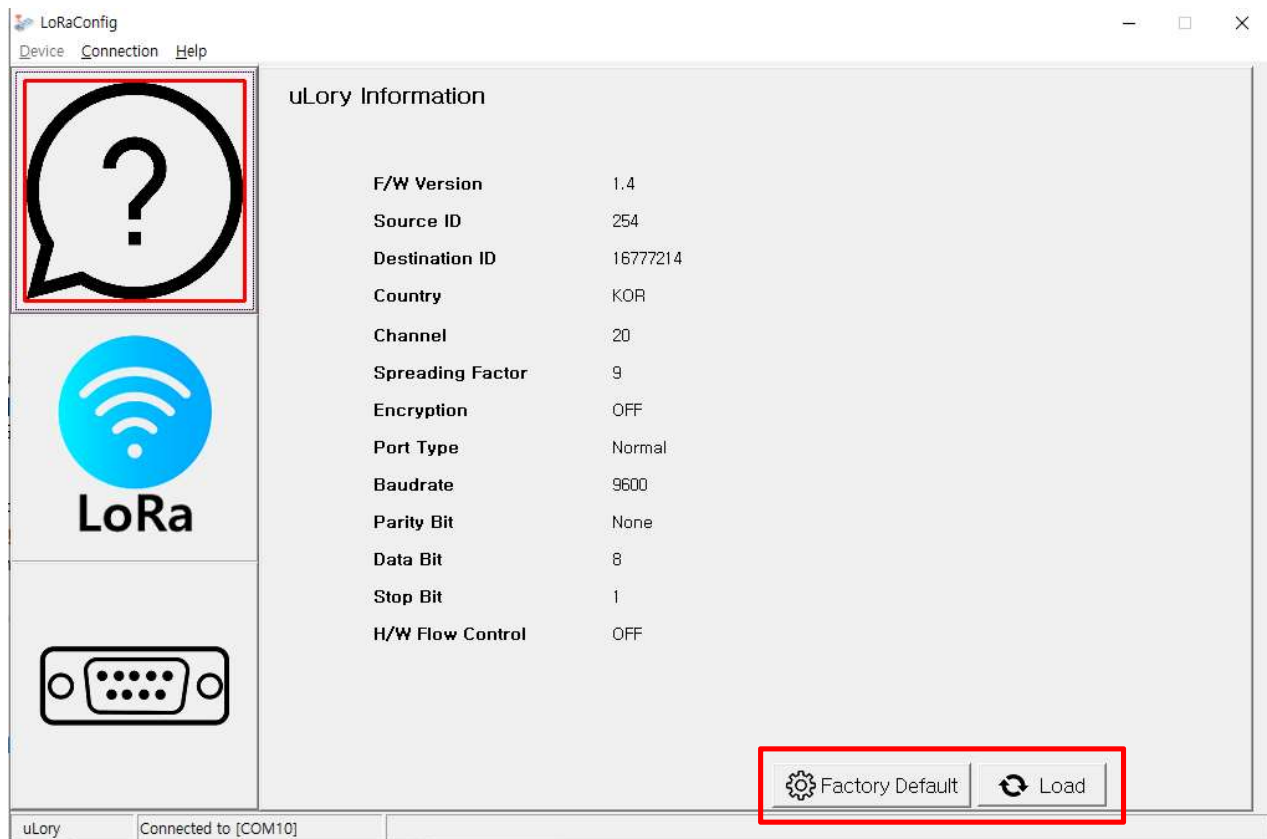 LoRaConfig
Device Connection Help
uLory Information
F/W Version 1.4
Source ID 254
Destination ID 16777214
Country KOR
Channel 20
Spreading Factor 9
Encryption OFF
Port Type Normal
Baudrate 9600
Parity Bit None
Data Bit 8
Stop Bit 1
H/W Flow Control OFF
LoRa
Factory Default Load
uLory Connected to [COM10]